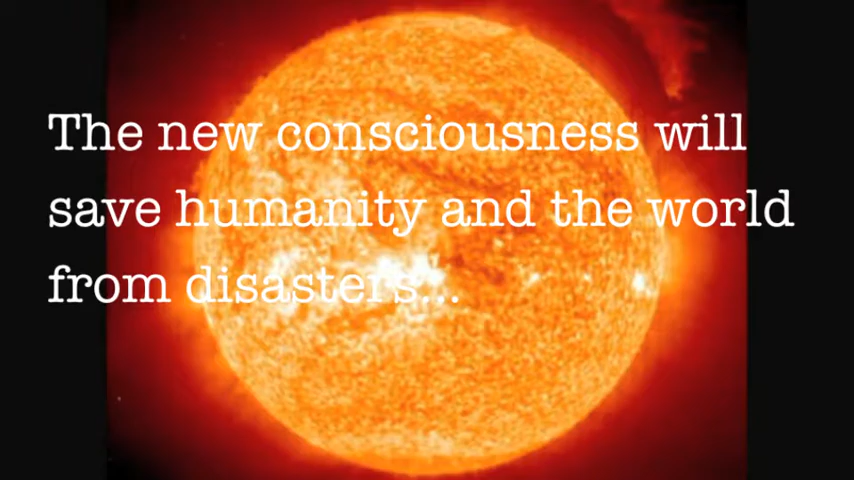 The new consciousness will
save humanity and the world
from disasters...